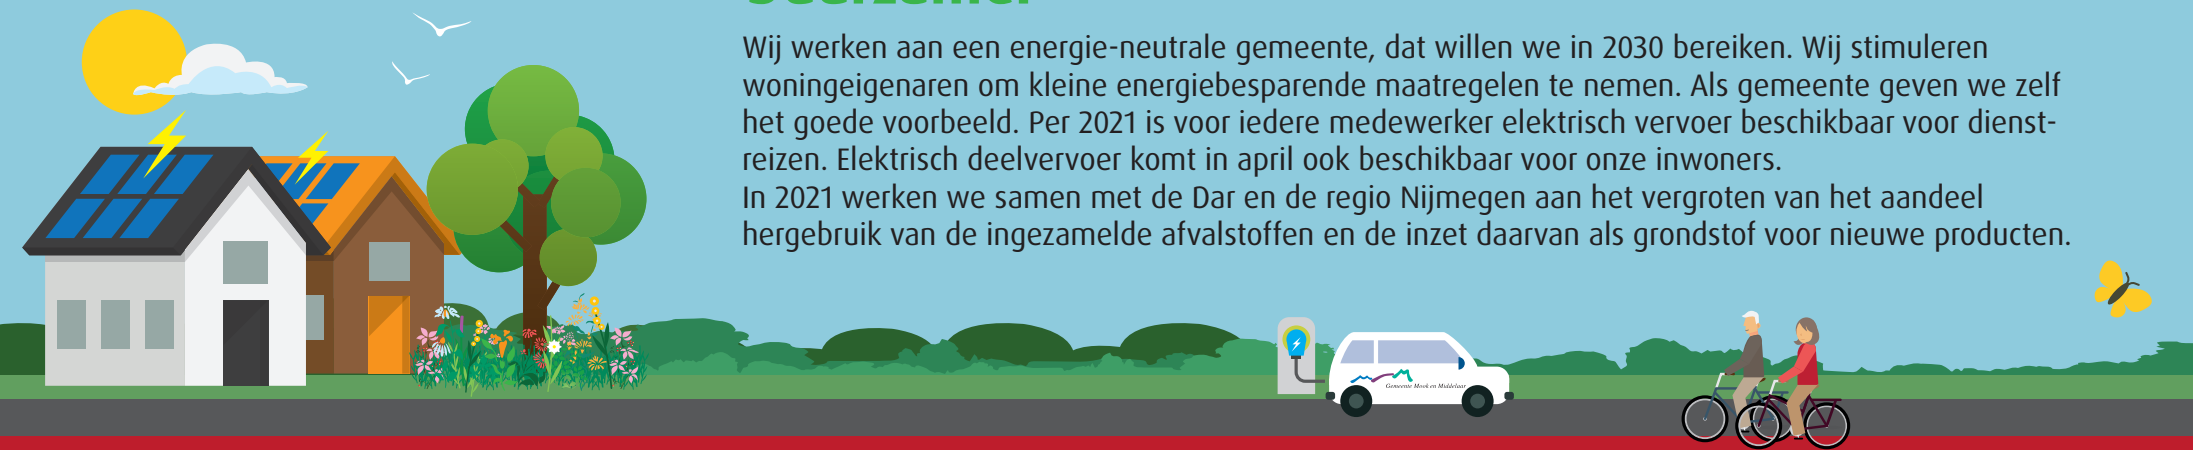 Wij werken aan een energie-neutrale gemeente, dat willen we in 2030 bereiken. Wij stimuleren
woningeigenaren om kleine energiebesparende maatregelen te nemen. Als gemeente geven we zelf
het goede voorbeeld. Per 2021 is voor iedere medewerker elektrisch vervoer beschikbaar voor dienst-
reizen. Elektrisch deelvervoer komt in april ook beschikbaar voor onze inwoners.
In 2021 werken we samen met de Dar en de regio Nijmegen aan het vergroten van het aandeel
hergebruik van de ingezamelde afvalstoffen en de inzet daarvan als grondstof voor nieuwe producten.
Gemeente Mook en Middelaar